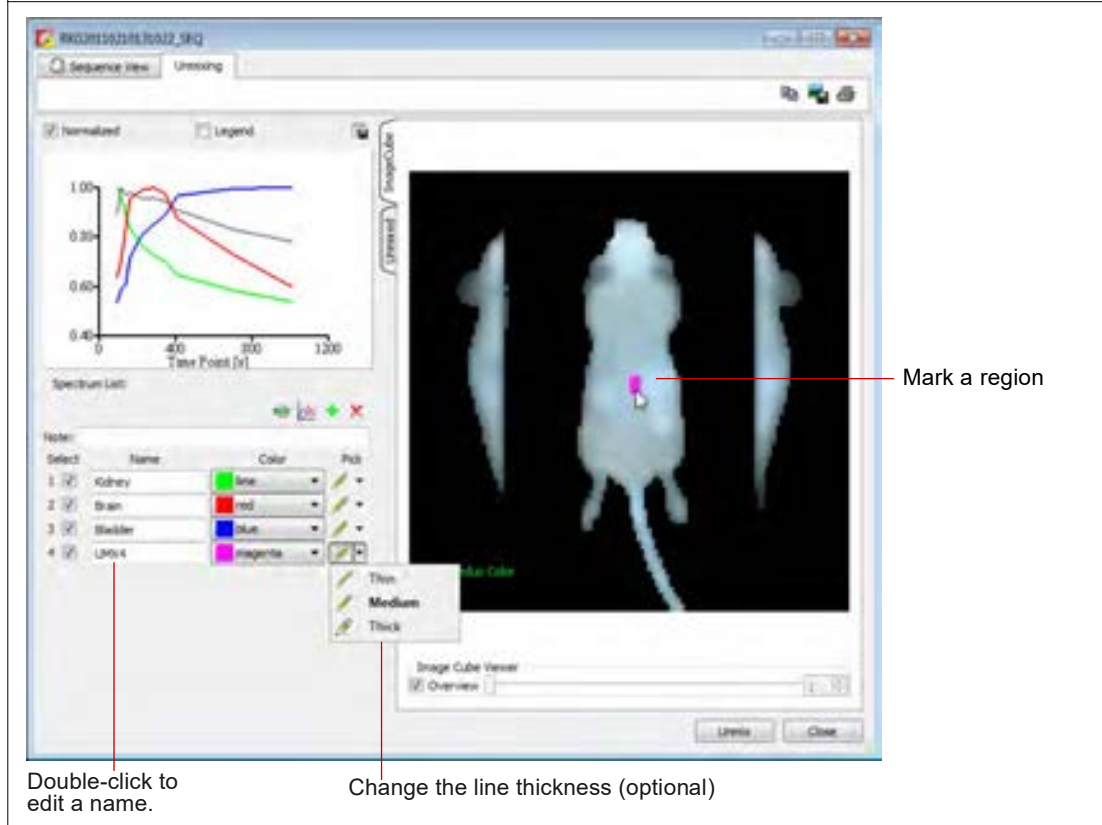 Sequence View
Unmixing
Normalized
Legend
ImageCube
Unmixed
1.00
0.80
0.60
0.40
0
400
800
1200
Time Point [s]
Spectrum List:
Note:
Select Name Color Pick
1 Kidney lime
2 Brain red
3 Bladder blue
4 UMX4 magenta
Thin
Medium
Thick
Color
Image Cube Viewer
Overview
1
Unmix
Close
Mark a region
Double-click to
edit a name.
Change the line thickness (optional)